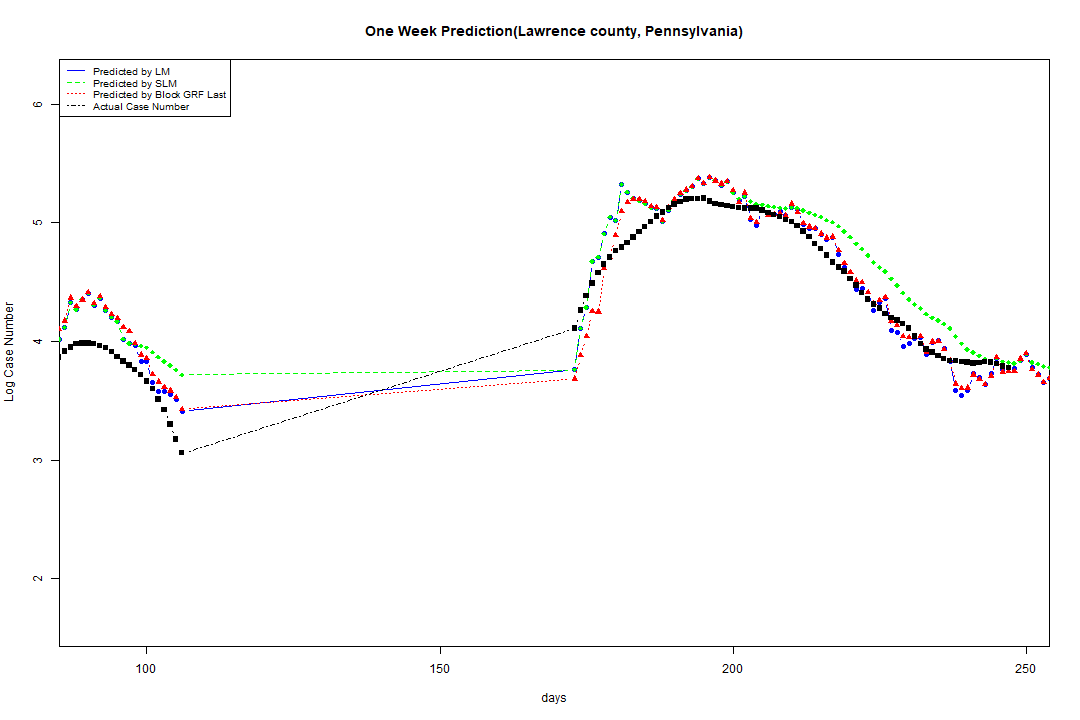 One Week Prediction(Lawrence county, Pennsylvania)
Predicted by LM
Predicted by SLM
Predicted by Block GRF Last
Actual Case Number
6
5
4
3
2
Log Case Number
100
150
200
250
days